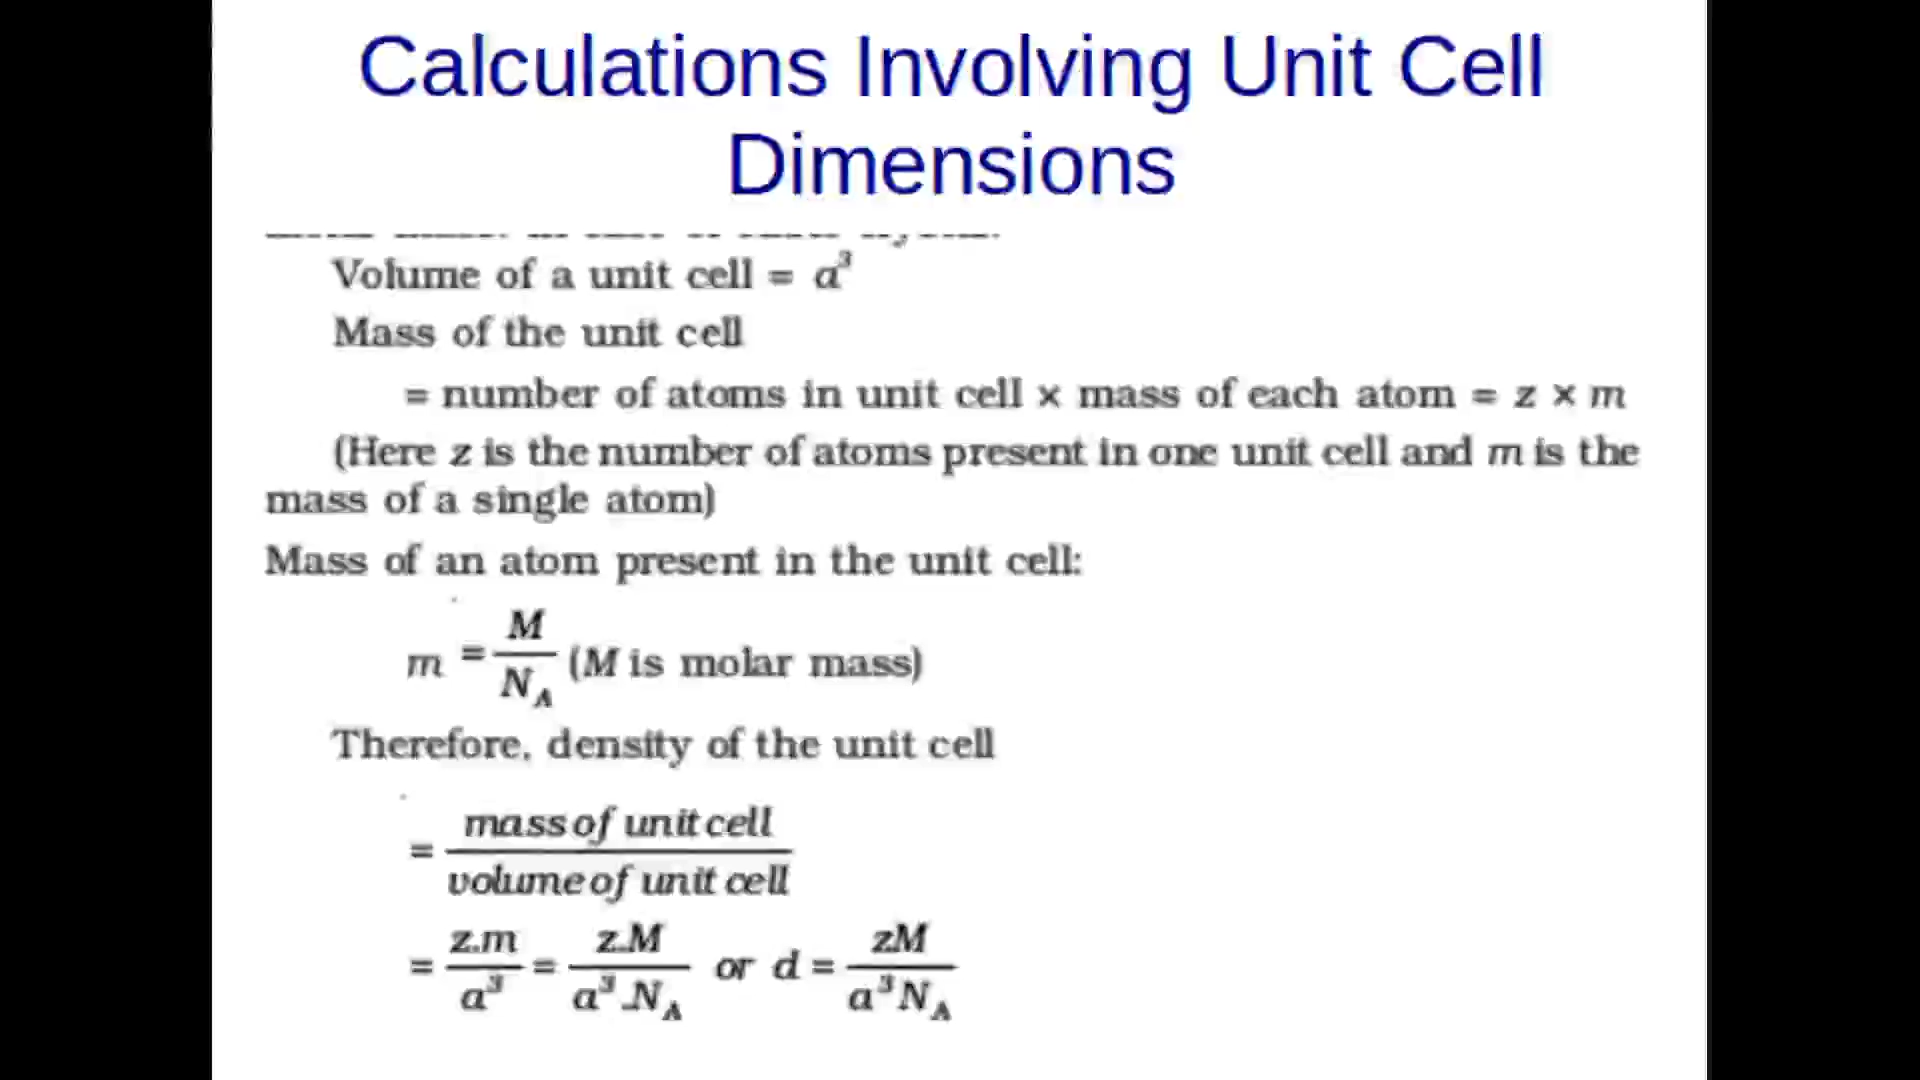 Calculations Involving Unit Cell
Dimensions
Volume of a unit cell = a³
Mass of the unit cell
= number of atoms in unit cell × mass of each atom = z × m
(Here z is the number of atoms present in one unit cell and m is the
mass of a single atom)
Mass of an atom present in the unit cell:
m = M/N_A (M is molar mass)
Therefore, density of the unit cell
= mass of unit cell / volume of unit cell
= z.m/a³ = z.M/a³.N_A or d = zM/a³N_A